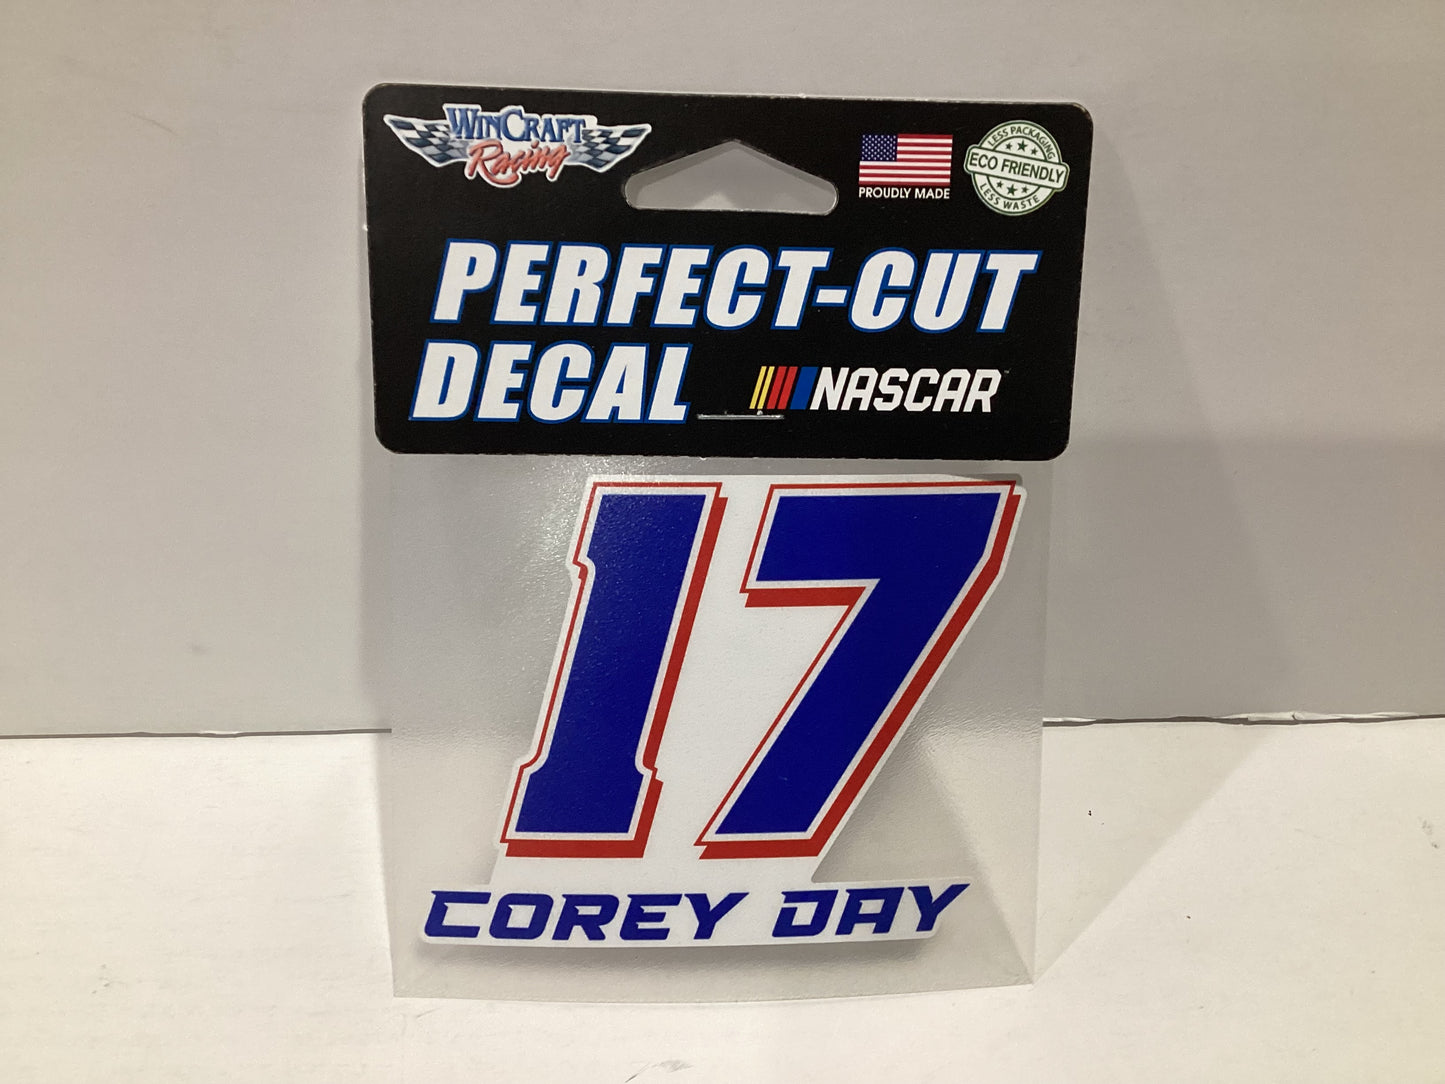 WINCRAFT
Racing
PROUDLY MADE
LESS PACKAGING
ECO FRIENDLY
LESS WASTE
PERFECT-CUT
DECAL
NASCAR
17
COREY DAY